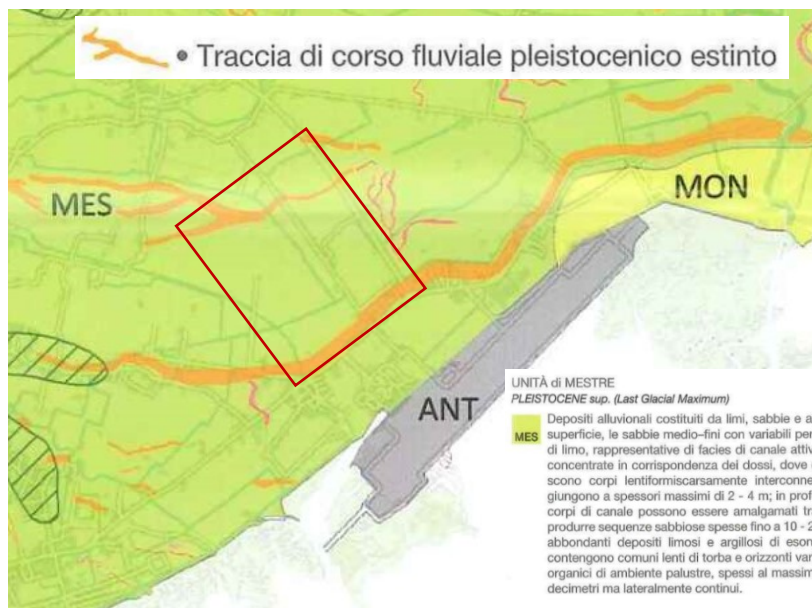 • Traccia di corso fluviale pleistocenico estinto
MES
MON
ANT
UNITÀ di MESTRE
PLEISTOCENE sup. (Last Glacial Maximum)
MES
Depositi alluvionali costituiti da limi, sabbie e a
superficie, le sabbie medio-fini con variabili per
di limo, rappresentative di facies di canale attiv
concentrate in corrispondenza dei dossi, dove
scono corpi lentiformiscarsamente interconne
giungono a spessori massimi di 2 - 4 m; in prof
corpi di canale possono essere amalgamati tr
produrre sequenze sabbiose spesse fino a 10 - 2
abbondanti depositi limosi e argillosi di eson
contengono comuni lenti di torba e orizzonti var
organici di ambiente palustre, spessi al massim
decimetri ma lateralmente continui.